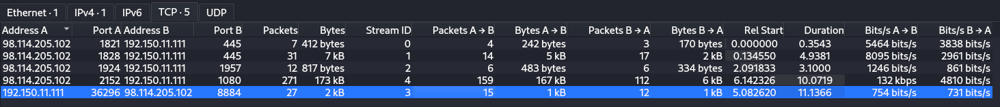 Ethernet · 1 IPv4 · 1 IPv6 TCP · 5 UDP
Address A Port A Address B Port B Packets Bytes Stream ID Packets A → B Bytes A → B Packets B → A Bytes B → A Rel Start Duration Bits/s A → B Bits/s B → A
98.114.205.102 1821 192.150.11.111 445 7 412 bytes 0 4 242 bytes 3 170 bytes 0.000000 0.3543 5464 bits/s 3838 bits/s
98.114.205.102 1828 192.150.11.111 445 31 7 kB 1 14 5 kB 17 2 kB 0.134550 4.9381 8095 bits/s 2961 bits/s
98.114.205.102 1924 192.150.11.111 1957 12 817 bytes 2 6 483 bytes 6 334 bytes 2.091833 3.1000 1246 bits/s 861 bits/s
98.114.205.102 2152 192.150.11.111 1080 271 173 kB 4 159 167 kB 112 6 kB 6.142326 10.0719 132 kbps 4810 bits/s
192.150.11.111 36296 98.114.205.102 8884 27 2 kB 3 15 1 kB 12 1 kB 5.082620 11.1366 754 bits/s 731 bits/s